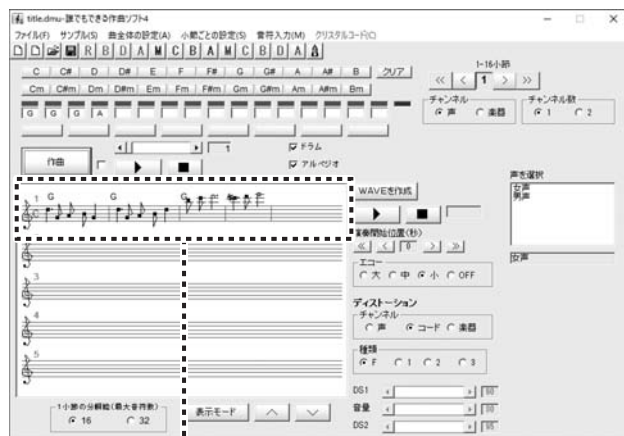 title.dmu-誰でもできる作曲ソフト4
ファイル(F) サンプル(S) 曲全体の設定(A) 小節ごとの設定(S) 音符入力(M) クリスタルコード(C)
R B D A M C B A M C B D A
C C# D D# E F F# G G# A A# B クリア
Cm C#m Dm D#m Em Fm F#m Gm G#m Am A#m Bm
G G G A
1-16小節
≪ < 1 > ≫
チャンネル
声 楽器
チャンネル数
1 2
作曲
1
ドラム
アルペジオ
1 G G G
3
4
5
WAVEを作成
演奏開始位置(秒)
≪ < 0 > ≫
エコー
大 中 小 OFF
ディストーション
チャンネル
声 コード 楽器
種類
F 1 2 3
DS1
音量
DS2
声を選択
女声
男声
女声
1小節の分解能(最大音符数)
16 32
表示モード